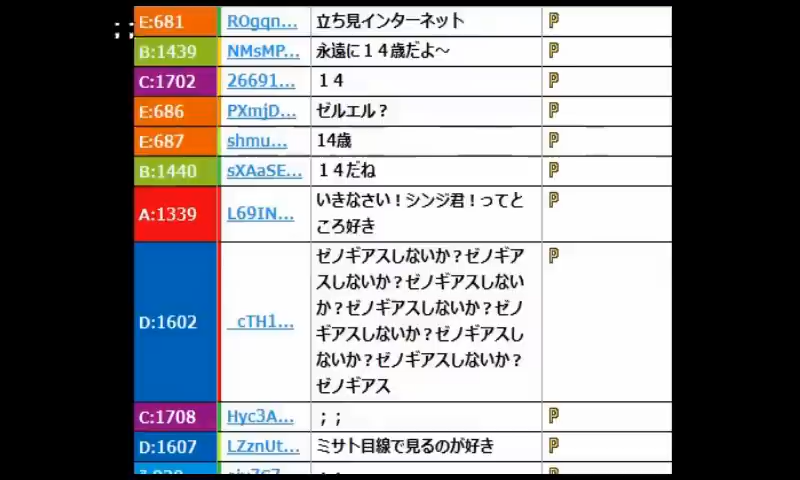 ;;
E:681 ROgqn... 立ち見インターネット P
B:1439 NMsMP... 永遠に１４歳だよ～ P
C:1702 26691... １４ P
E:686 PXmjD... ゼルエル？ P
E:687 shmu... 14歳 P
B:1440 sXAaSE... １４だね P
A:1339 L69IN... いきなさい！シンジ君！ってと P
ころ好き
D:1602 _cTH1... ゼノギアスしないか？ゼノギア P
スしないか？ゼノギアスしない
か？ゼノギアスしないか？ゼノ
ギアスしないか？ゼノギアスし
ないか？ゼノギアスしないか？
ゼノギアス
C:1708 Hyc3A... ；； P
D:1607 LZznUt... ミサト目線で見るのが好き P